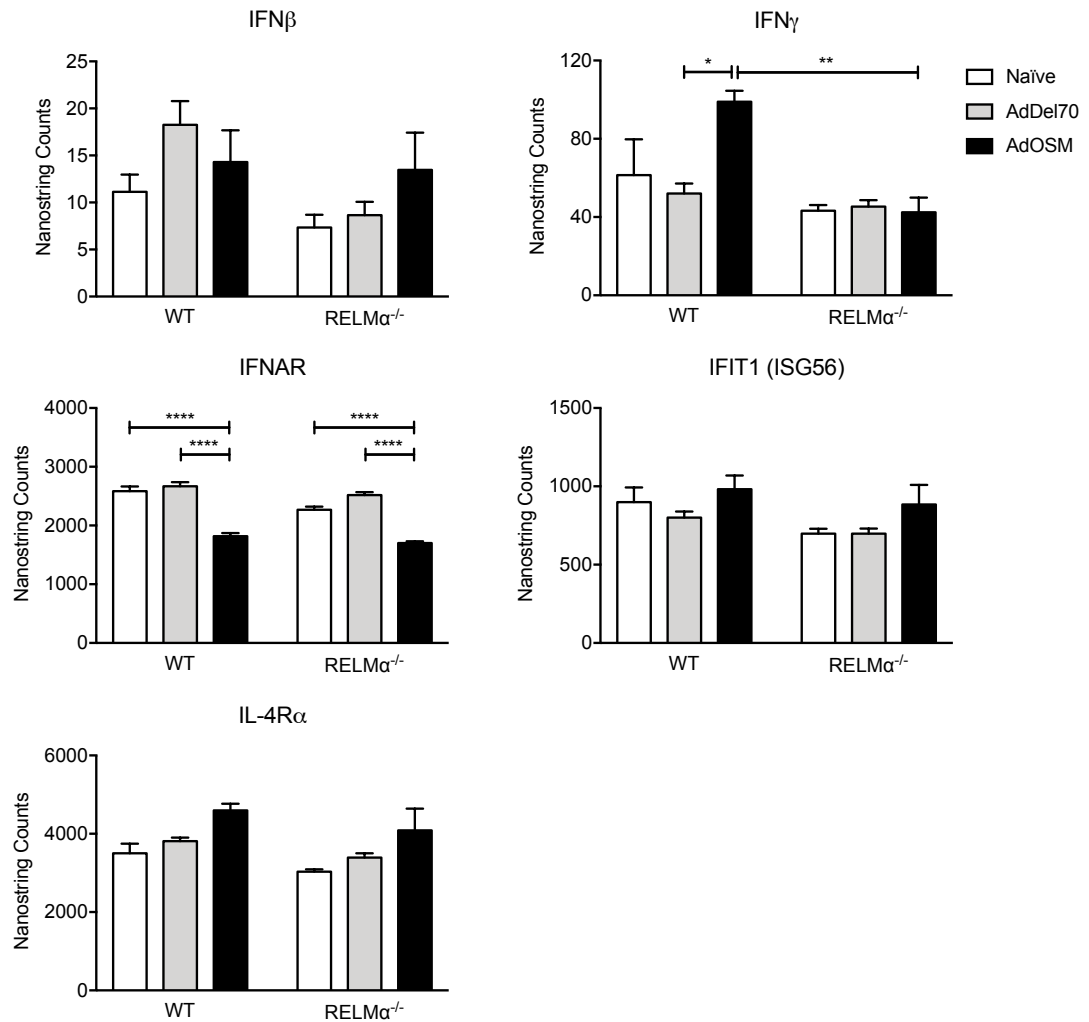 IFNβ
Nanostring Counts
25
20
15
10
5
0
WT
RELMα-/-
IFNγ
Nanostring Counts
120
80
40
0
*
**
WT
RELMα-/-
Naïve
AdDel70
AdOSM
IFNAR
Nanostring Counts
4000
3000
2000
1000
0
****
****
****
****
WT
RELMα-/-
IFIT1 (ISG56)
Nanostring Counts
1500
1000
500
0
WT
RELMα-/-
IL-4Rα
Nanostring Counts
6000
4000
2000
0
WT
RELMα-/-